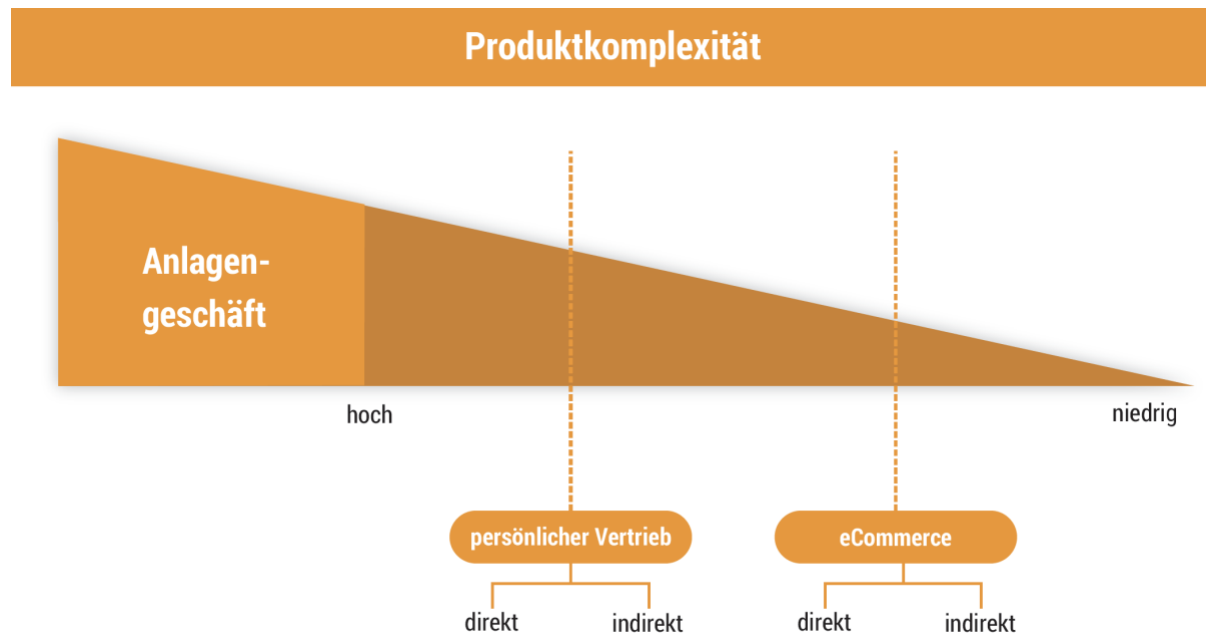 Produktkomplexität
Anlagen-
geschäft
hoch
niedrig
persönlicher Vertrieb
eCommerce
direkt
indirekt
direkt
indirekt